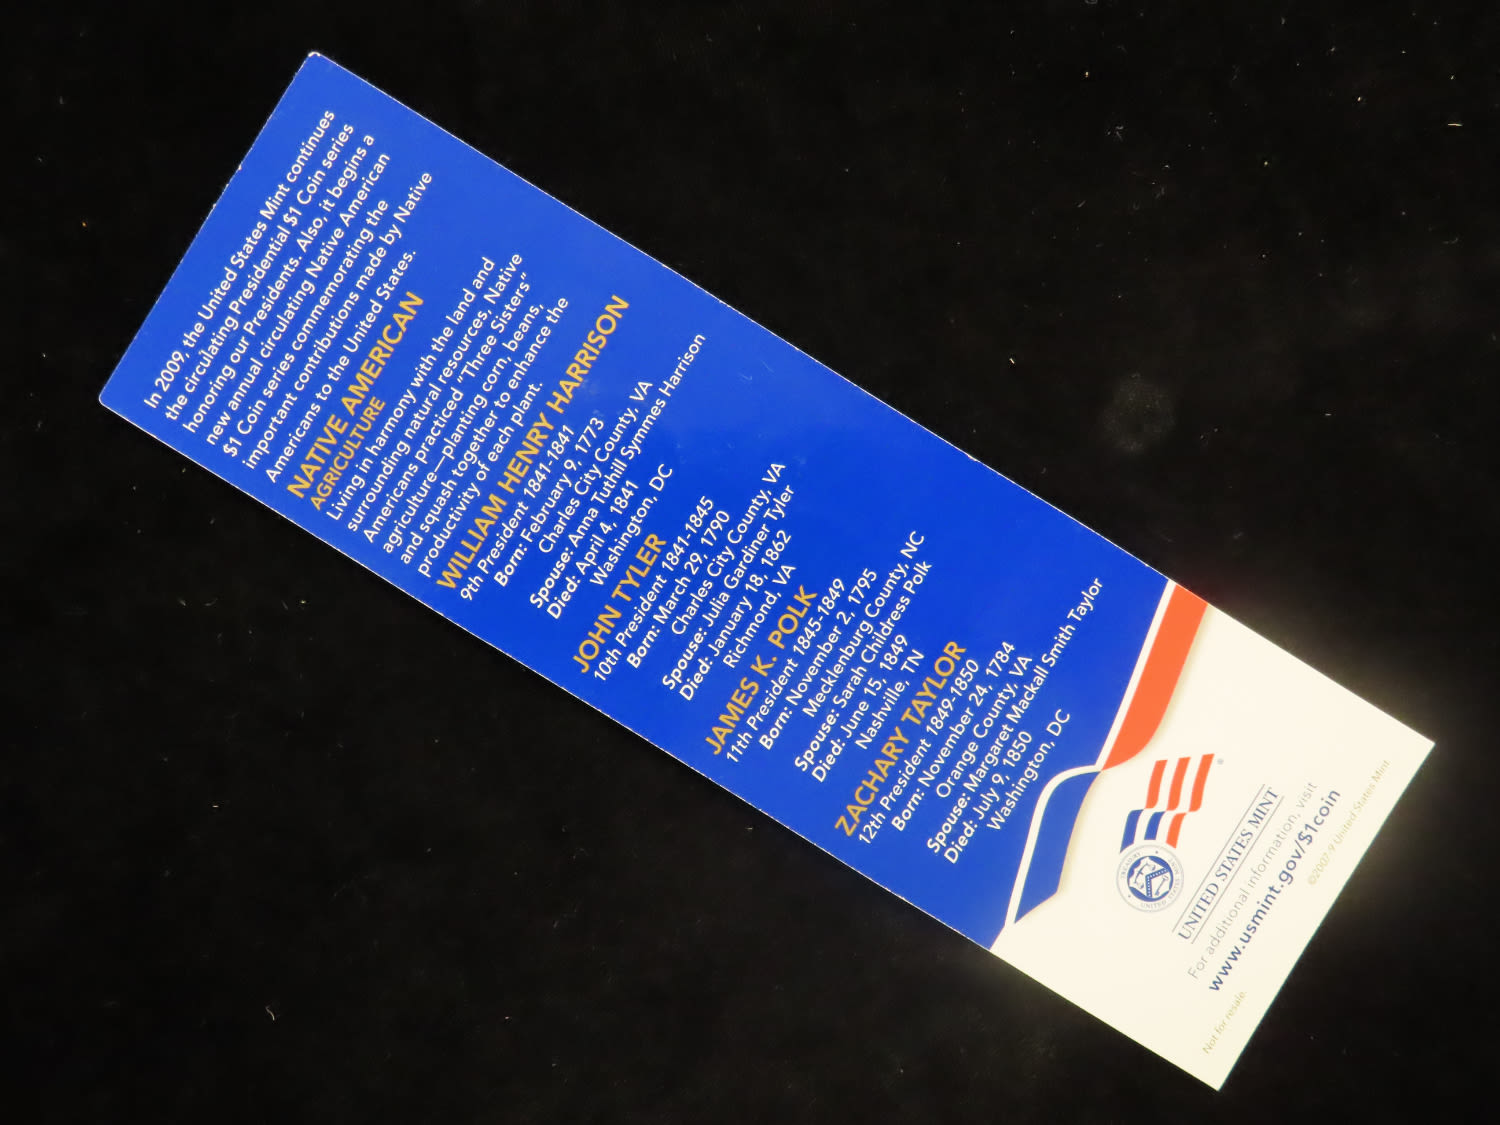 In 2009, the United States Mint continues
the circulating Presidential $1 Coin series
honoring our Presidents. Also, it begins a
new annual circulating Native American
$1 Coin series commemorating the
important contributions made by Native
Americans to the United States.
NATIVE AMERICAN
AGRICULTURE
Living in harmony with the land and
surrounding natural resources, Native
Americans practiced "Three Sisters"
agriculture—planting corn, beans,
and squash together to enhance the
productivity of each plant.
WILLIAM HENRY HARRISON
9th President 1841-1841
Born: February 9, 1773
Charles City County, VA
Spouse: Anna Tuthill Symmes Harrison
Died: April 4, 1841
Washington, DC
JOHN TYLER
10th President 1841-1845
Born: March 29, 1790
Charles City County, VA
Spouse: Julia Gardiner Tyler
Died: January 18, 1862
Richmond, VA
JAMES K. POLK
11th President 1845-1849
Born: November 2, 1795
Mecklenburg County, NC
Spouse: Sarah Childress Polk
Died: June 15, 1849
Nashville, TN
ZACHARY TAYLOR
12th President 1849-1850
Born: November 24, 1784
Orange County, VA
Spouse: Margaret Mackall Smith Taylor
Died: July 9, 1850
Washington, DC
®
UNITED STATES MINT
For additional information, visit
www.usmint.gov/$1coin
Not for resale.
©2007-9 United States Mint